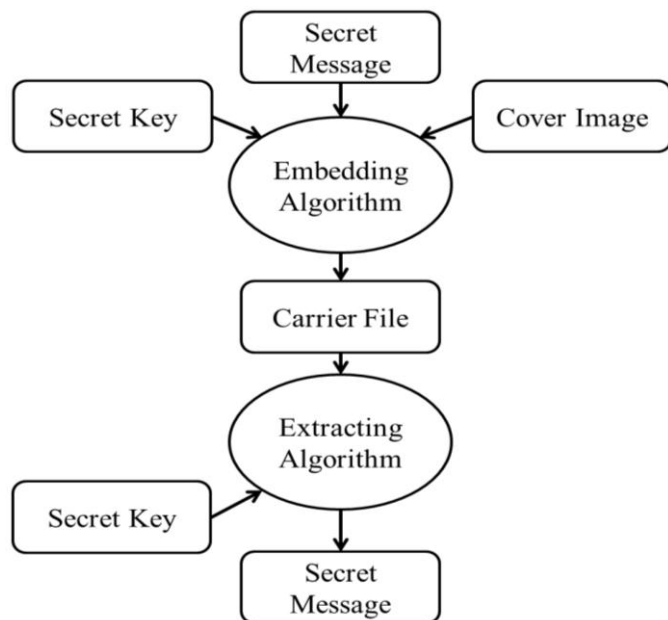 Secret
Message
Secret Key
Cover Image
Embedding
Algorithm
Carrier File
Extracting
Algorithm
Secret Key
Secret
Message